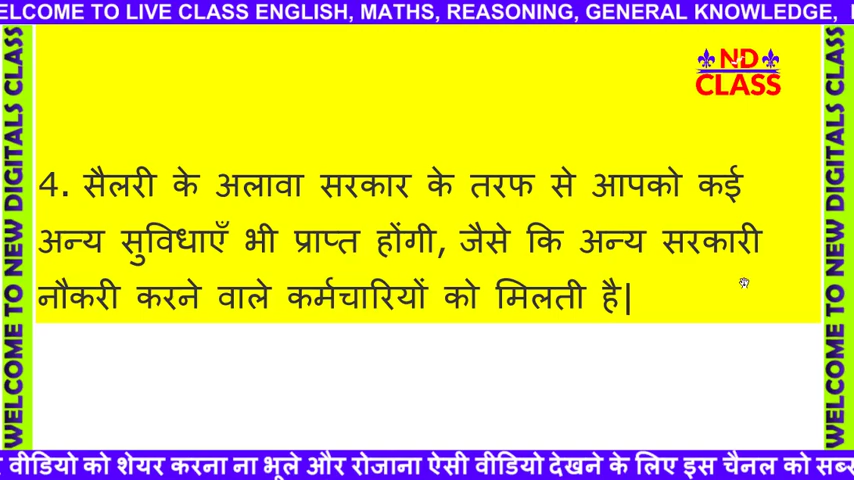 ELCOME TO LIVE CLASS ENGLISH, MATHS, REASONING, GENERAL KNOWLEDGE,
ND
CLASS
4. सैलरी के अलावा सरकार के तरफ से आपको कई
अन्य सुविधाएँ भी प्राप्त होंगी, जैसे कि अन्य सरकारी
नौकरी करने वाले कर्मचारियों को मिलती है|
WELCOME TO NEW DIGITALS CLASS
WELCOME TO NEW DIGITALS CLASS
वीडियो को शेयर करना ना भूले और रोजाना ऐसी वीडियो देखने के लिए इस चैनल को